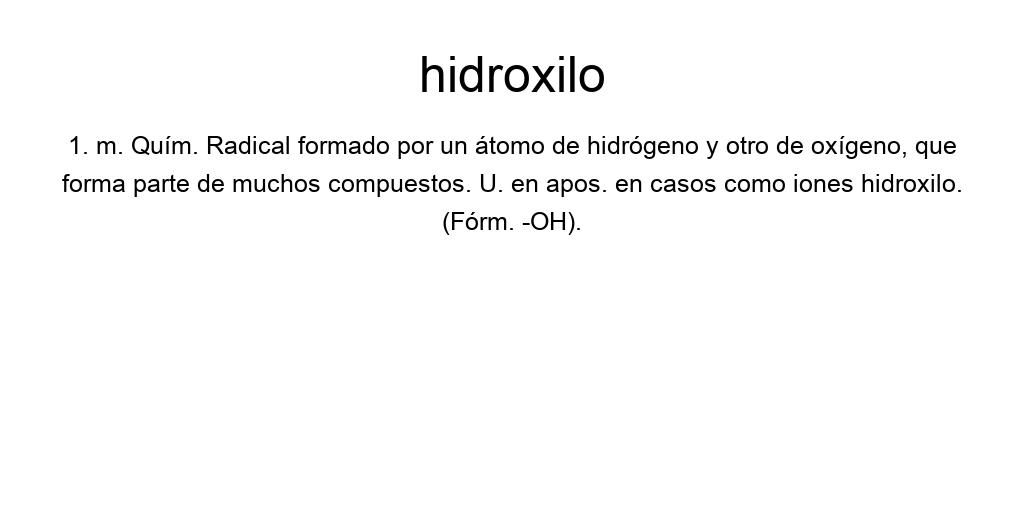 hidroxilo
1. m. Quím. Radical formado por un átomo de hidrógeno y otro de oxígeno, que
forma parte de muchos compuestos. U. en apos. en casos como iones hidroxilo.
(Fórm. -OH).